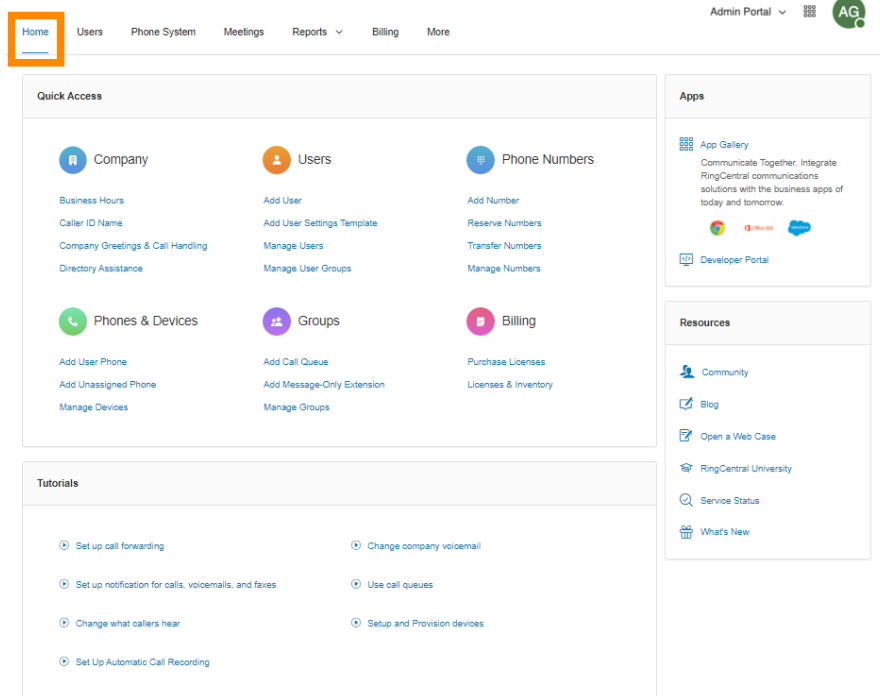 Admin Portal
AG
Home
Users
Phone System
Meetings
Reports
Billing
More
Quick Access
Company
Business Hours
Caller ID Name
Company Greetings & Call Handling
Directory Assistance
Users
Add User
Add User Settings Template
Manage Users
Manage User Groups
Phone Numbers
Add Number
Reserve Numbers
Transfer Numbers
Manage Numbers
Phones & Devices
Add User Phone
Add Unassigned Phone
Manage Devices
Groups
Add Call Queue
Add Message-Only Extension
Manage Groups
Billing
Purchase Licenses
Licenses & Inventory
Tutorials
Set up call forwarding
Set up notification for calls, voicemails, and faxes
Change what callers hear
Set Up Automatic Call Recording
Change company voicemail
Use call queues
Setup and Provision devices
Apps
App Gallery
Communicate Together. Integrate
RingCentral communications
solutions with the business apps of
today and tomorrow.
Office 365
salesforce
Developer Portal
Resources
Community
Blog
Open a Web Case
RingCentral University
Service Status
What's New